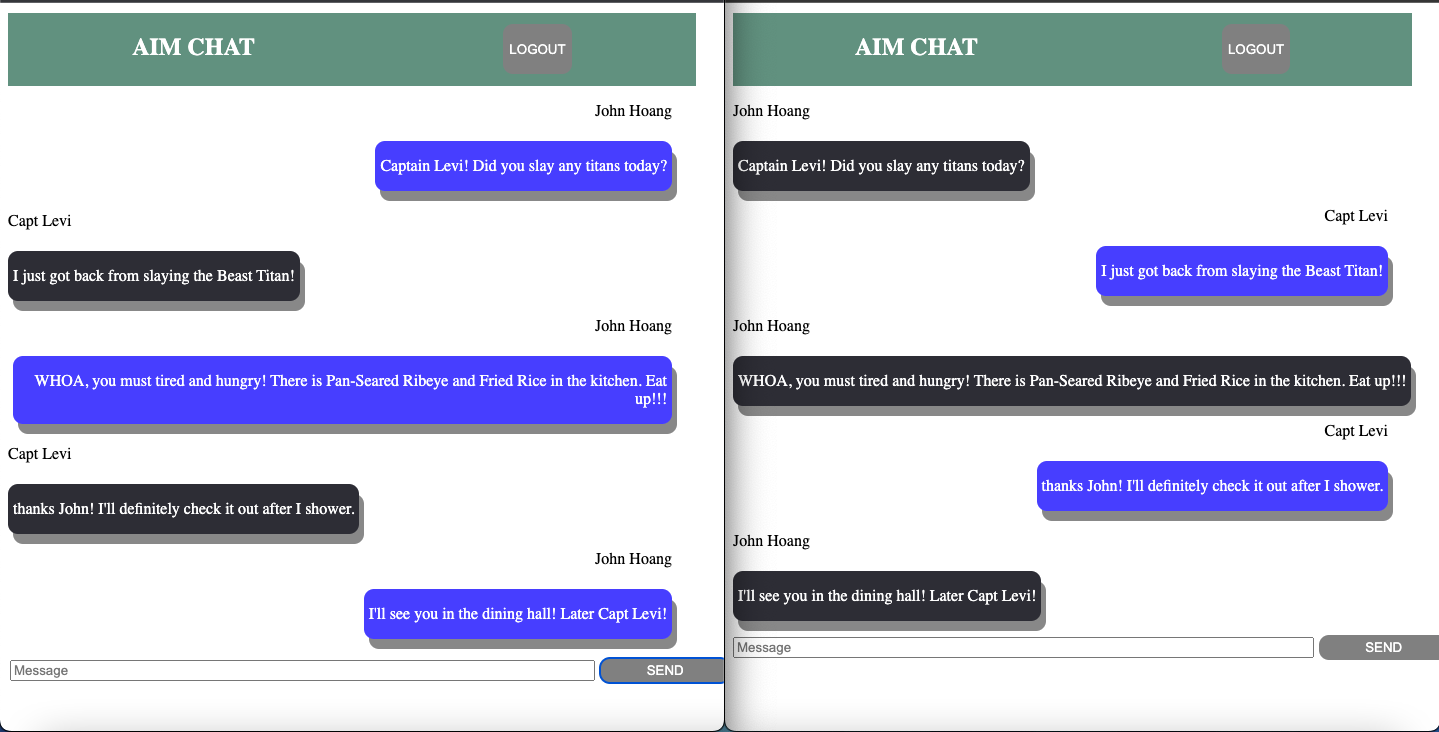 AIM CHAT
LOGOUT
John Hoang
Captain Levi! Did you slay any titans today?
Capt Levi
I just got back from slaying the Beast Titan!
John Hoang
WHOA, you must tired and hungry! There is Pan-Seared Ribeye and Fried Rice in the kitchen. Eat
up!!!
Capt Levi
thanks John! I'll definitely check it out after I shower.
John Hoang
I'll see you in the dining hall! Later Capt Levi!
Message
SEND
AIM CHAT
LOGOUT
John Hoang
Captain Levi! Did you slay any titans today?
Capt Levi
I just got back from slaying the Beast Titan!
John Hoang
WHOA, you must tired and hungry! There is Pan-Seared Ribeye and Fried Rice in the kitchen. Eat up!!!
Capt Levi
thanks John! I'll definitely check it out after I shower.
John Hoang
I'll see you in the dining hall! Later Capt Levi!
Message
SEND